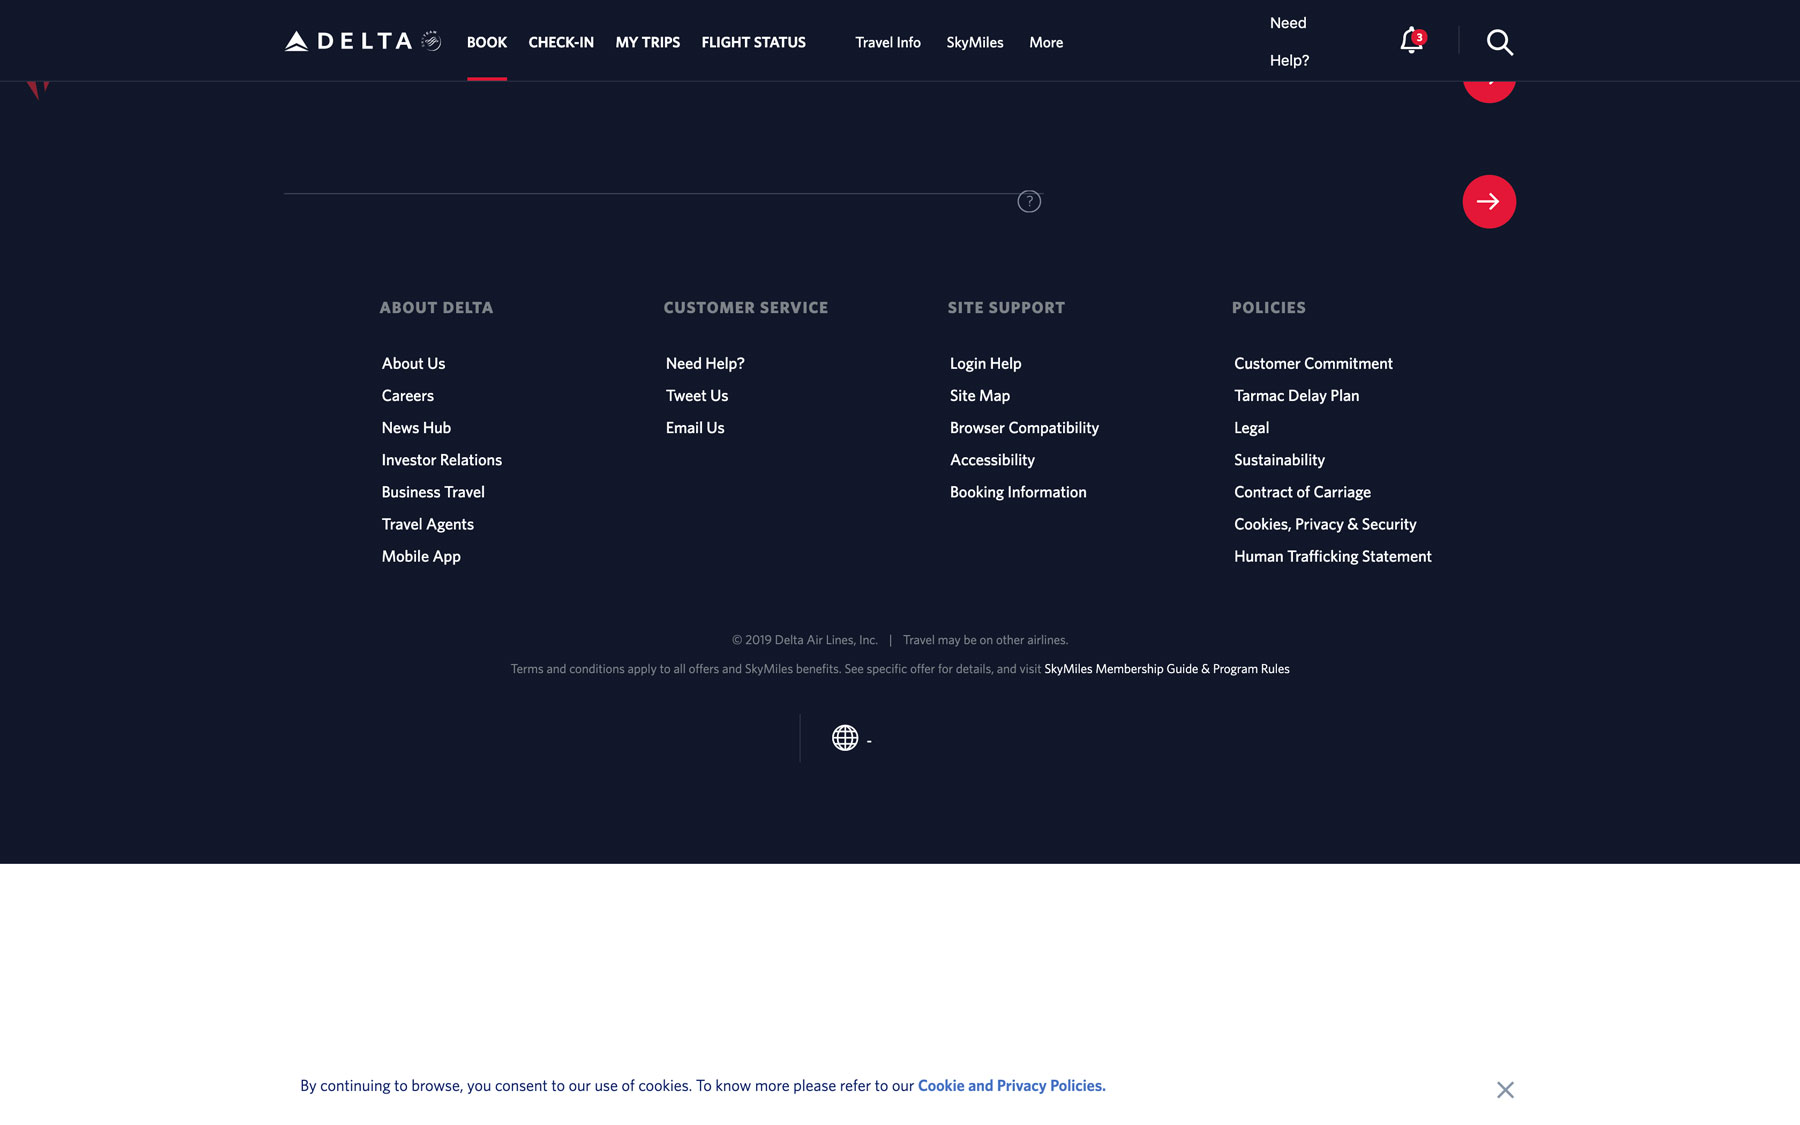 DELTA BOOK CHECK-IN MY TRIPS FLIGHT STATUS Travel Info SkyMiles More
Need
Help?
3
?
ABOUT DELTA
About Us
Careers
News Hub
Investor Relations
Business Travel
Travel Agents
Mobile App
CUSTOMER SERVICE
Need Help?
Tweet Us
Email Us
SITE SUPPORT
Login Help
Site Map
Browser Compatibility
Accessibility
Booking Information
POLICIES
Customer Commitment
Tarmac Delay Plan
Legal
Sustainability
Contract of Carriage
Cookies, Privacy & Security
Human Trafficking Statement
© 2019 Delta Air Lines, Inc. | Travel may be on other airlines.
Terms and conditions apply to all offers and SkyMiles benefits. See specific offer for details, and visit SkyMiles Membership Guide & Program Rules
-
By continuing to browse, you consent to our use of cookies. To know more please refer to our Cookie and Privacy Policies.